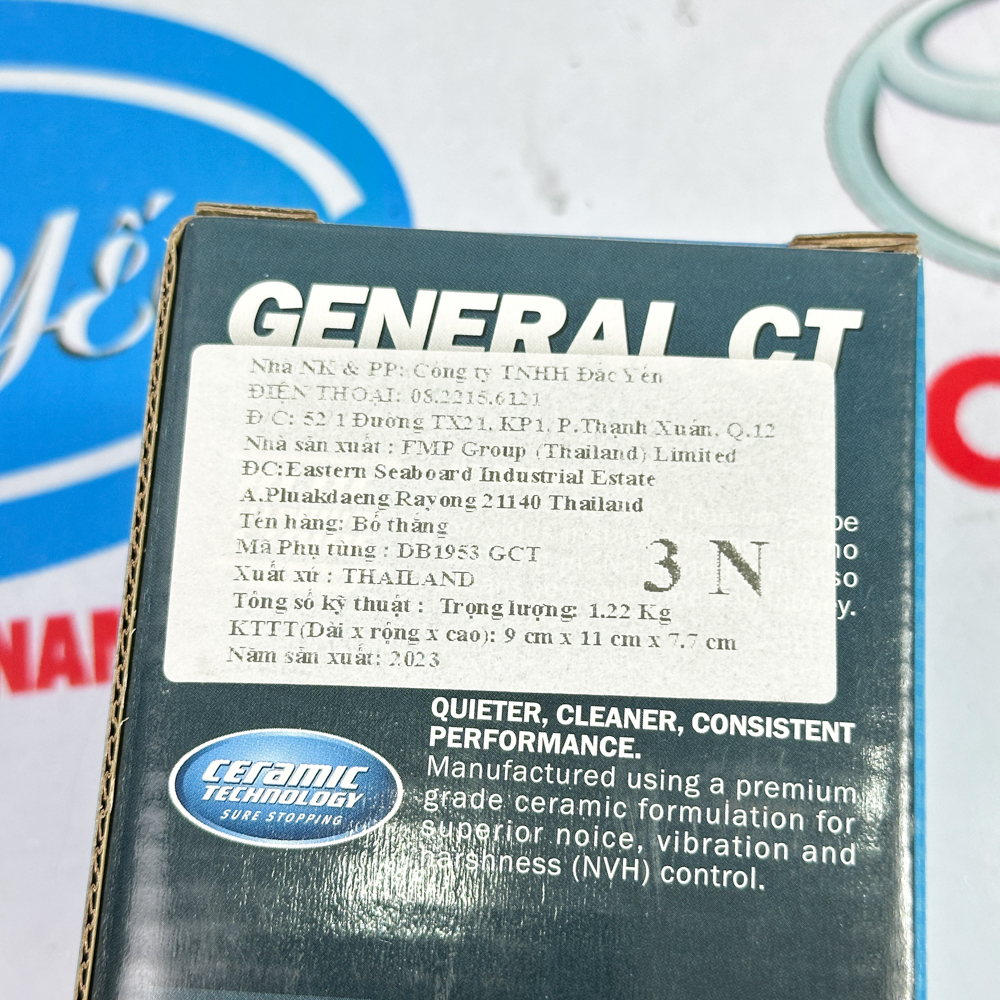 Yế
GENERAL CT
Nhà NK & PP: Công ty TNHH Đắc Yến
ĐIỆN THOẠI: 08.2215.6121
Đ C: 52 1 Đường TX21, KP1, P.Thạnh Xuân, Q.12
Nhà sản xuất : FMP Group (Thailand) Limited
ĐC:Eastern Seaboard Industrial Estate
A.Pluakdaeng Rayong 21140 Thailand
Tên hàng: Bố thắng
Mã Phụ tùng : DB1953 GCT
Xuất xứ : THAILAND
3 N
Tông số kỹ thuật : Trọng lượng: 1.22 Kg
KTTT(Dài x rộng x cao): 9 cm x 11 cm x 7.7 cm
Năm sản xuất: 2023
QUIETER, CLEANER, CONSISTENT
PERFORMANCE.
Manufactured using a premium
grade ceramic formulation for
superior noice, vibration and
harshness (NVH) control.
CERAMIC
TECHNOLOGY
SURE STOPPING
NAM